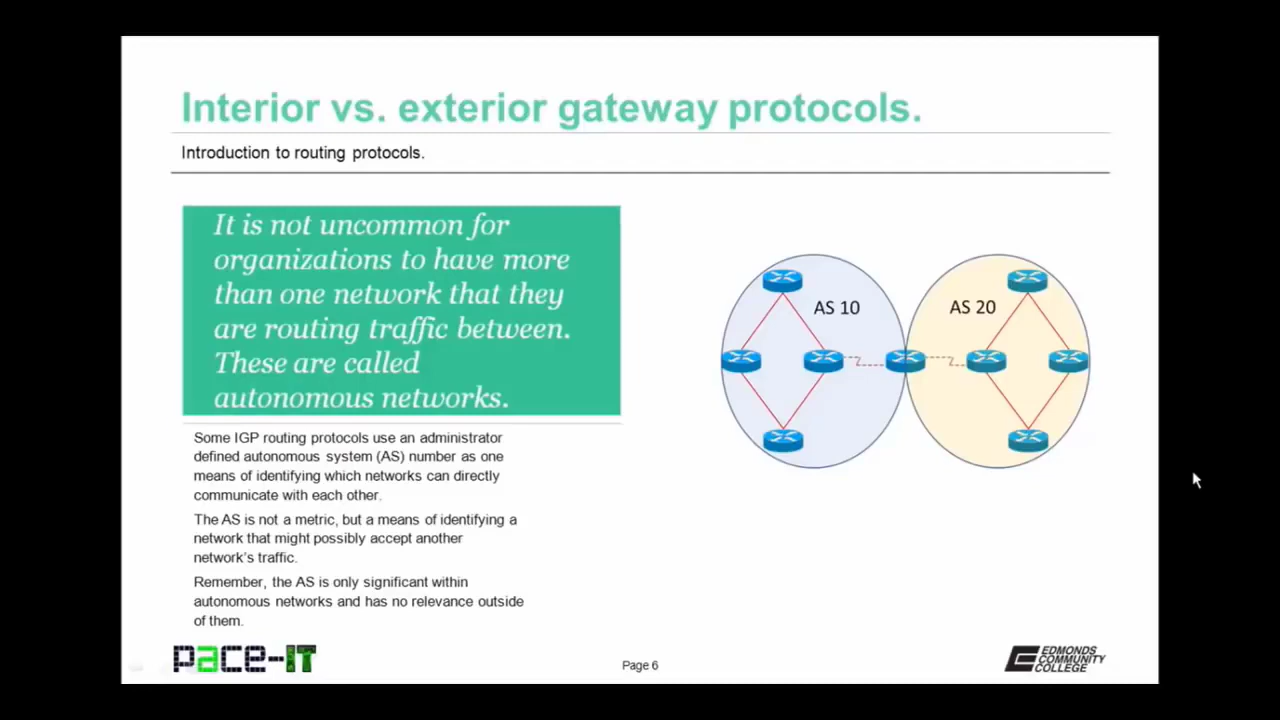 Interior vs. exterior gateway protocols.
Introduction to routing protocols.
It is not uncommon for
organizations to have more
than one network that they
are routing traffic between.
These are called
autonomous networks.
Some IGP routing protocols use an administrator
defined autonomous system (AS) number as one
means of identifying which networks can directly
communicate with each other.
The AS is not a metric, but a means of identifying a
network that might possibly accept another
network's traffic.
Remember, the AS is only significant within
autonomous networks and has no relevance outside
of them.
AS 10
AS 20
pace-IT
Page 6
EDMONDS
COMMUNITY
COLLEGE